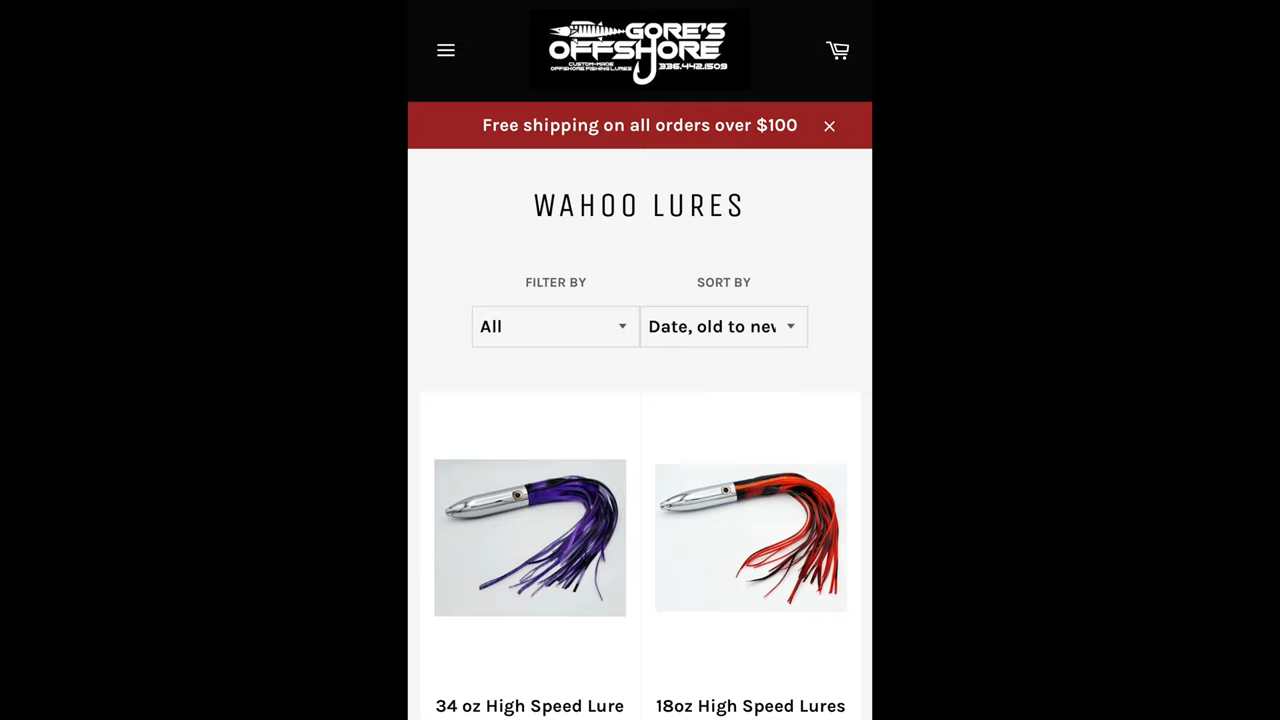 GORE'S
OFFSHORE
CUSTOM-MADE
OFFSHORE FISHING LURES
336.442.1509
Free shipping on all orders over $100
WAHOO LURES
FILTER BY
SORT BY
All
Date, old to nev
34 oz High Speed Lure
18oz High Speed Lures